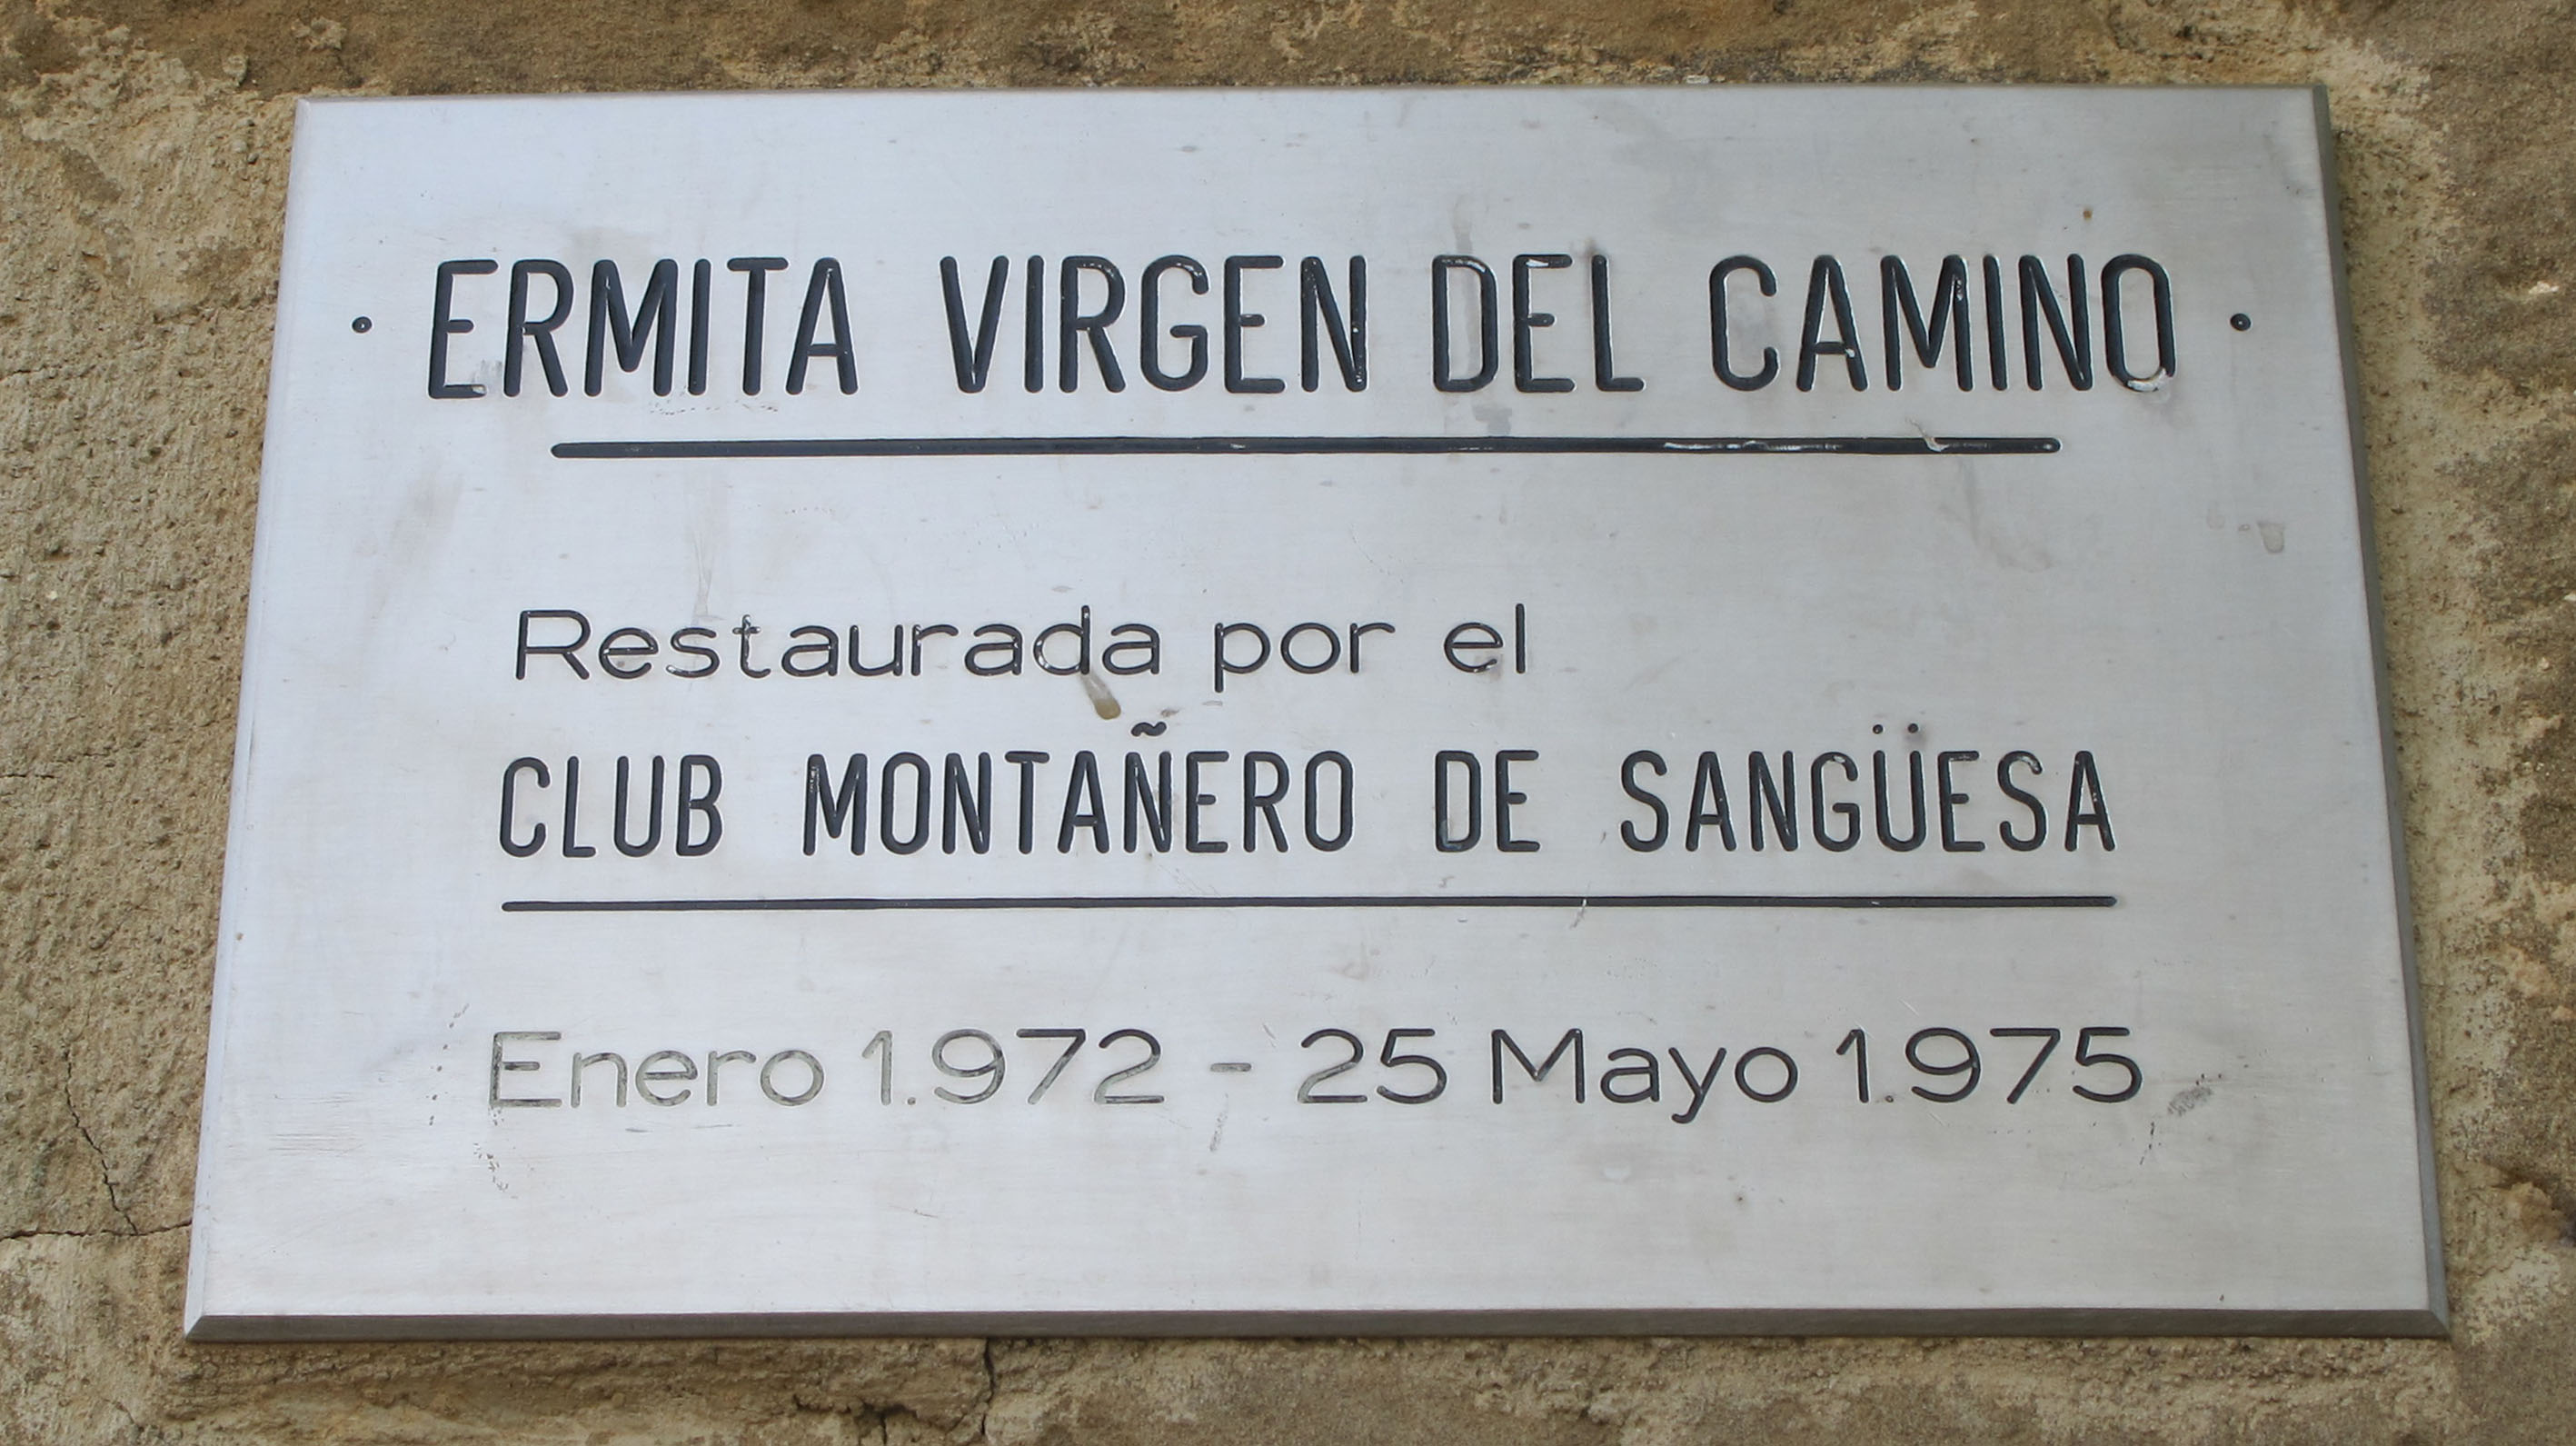 · ERMITA VIRGEN DEL CAMINO ·
Restaurada por el
CLUB MONTAÑERO DE SANGÜESA
Enero 1.972 - 25 Mayo 1.975